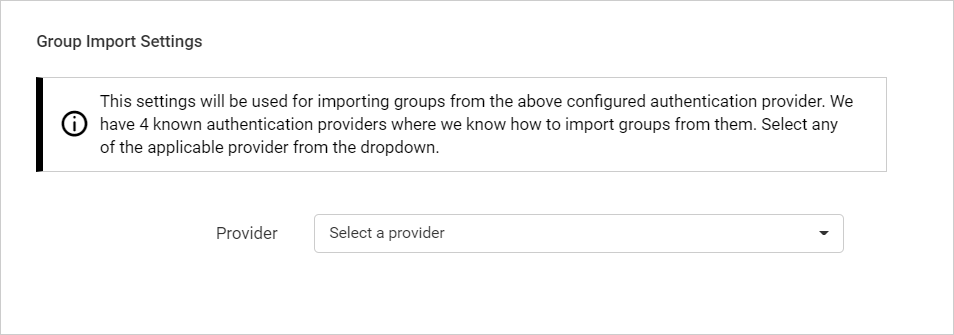 Group Import Settings
This settings will be used for importing groups from the above configured authentication provider. We
have 4 known authentication providers where we know how to import groups from them. Select any
of the applicable provider from the dropdown.
Provider
Select a provider